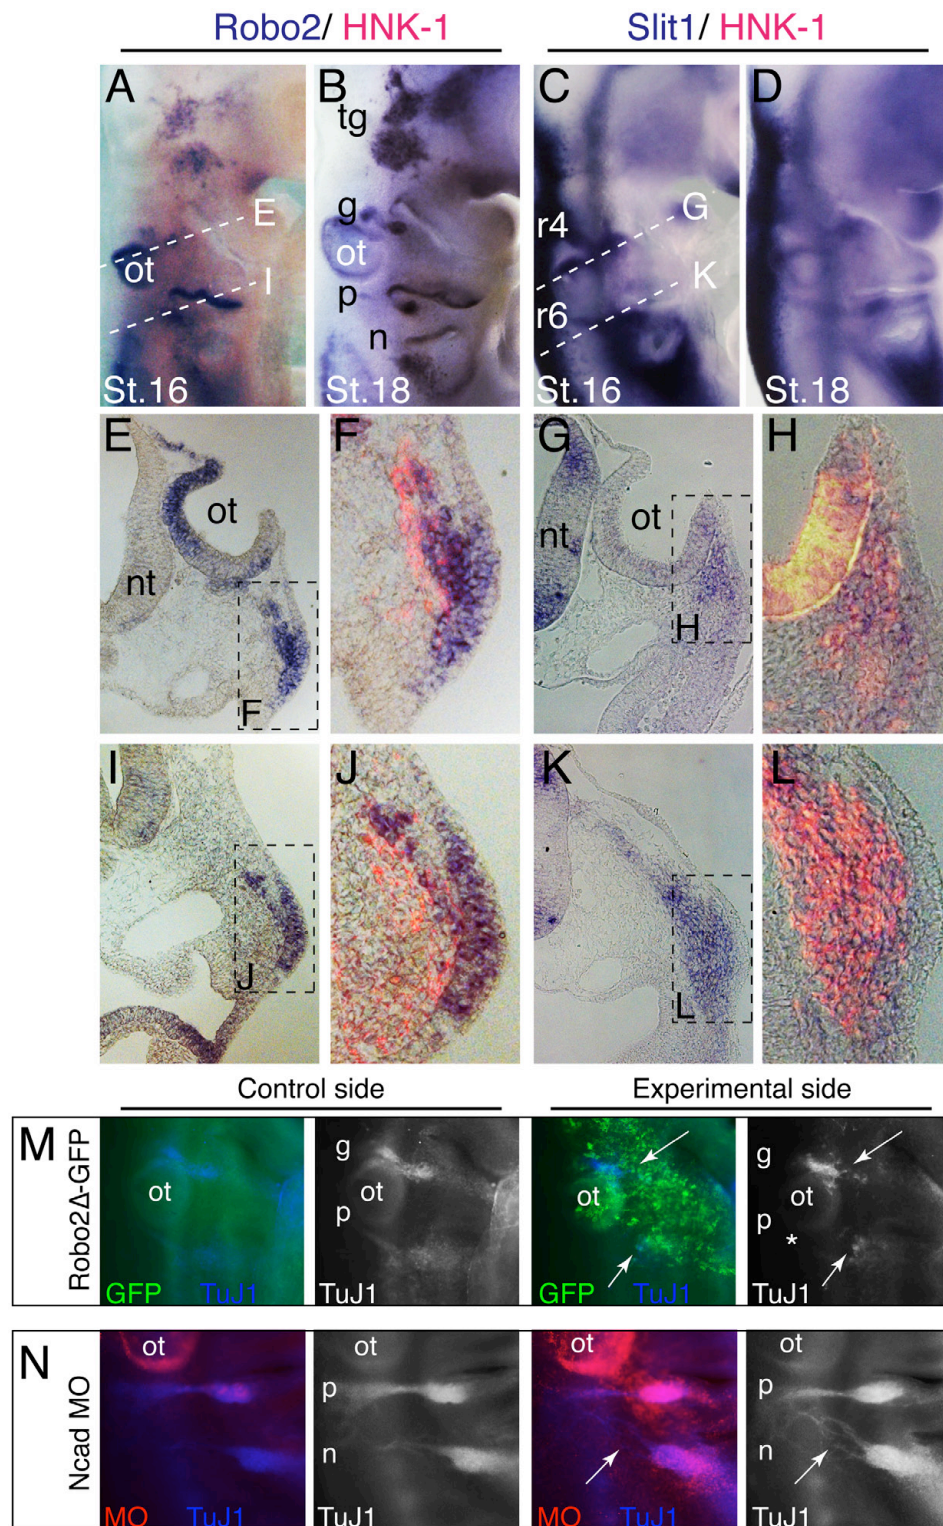 Robo2/ HNK-1
Slit1/ HNK-1
A
E
ot
I
St.16
B
tg
g
ot
p
n
St.18
C
r4
G
K
r6
St.16
D
St.18
E
ot
nt
F
F
G
ot
nt
H
H
I
J
J
K
L
L
Control side
Experimental side
M
Robo2Δ-GFP
ot
GFP TuJ1
g
ot
p
TuJ1
ot
GFP TuJ1
g
ot
p
*
TuJ1
N
Ncad MO
ot
MO TuJ1
ot
p
n
TuJ1
ot
MO TuJ1
ot
p
n
TuJ1